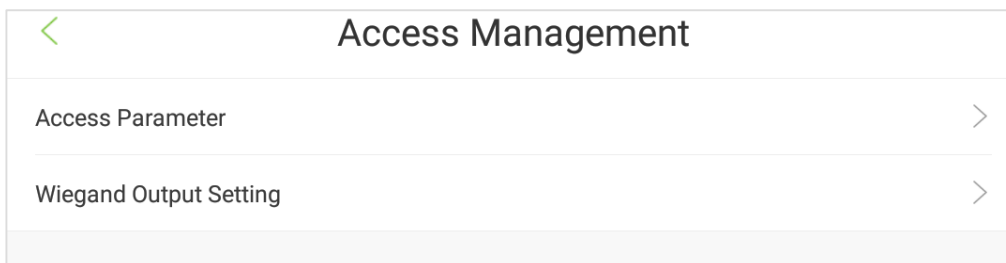 Access Management
Access Parameter
Wiegand Output Setting